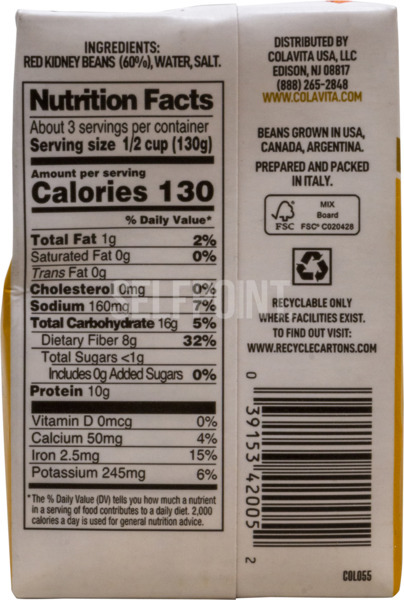 INGREDIENTS:
RED KIDNEY BEANS (60%), WATER, SALT.
Nutrition Facts
About 3 servings per container
Serving size 1/2 cup (130g)
Amount per serving
Calories 130
% Daily Value*
Total Fat 1g 2%
Saturated Fat 0g 0%
Trans Fat 0g
Cholesterol 0mg 0%
Sodium 160mg 7%
Total Carbohydrate 16g 5%
Dietary Fiber 8g 32%
Total Sugars <1g
Includes 0g Added Sugars 0%
Protein 10g
Vitamin D 0mcg 0%
Calcium 50mg 4%
Iron 2.5mg 15%
Potassium 245mg 6%
*The % Daily Value (DV) tells you how much a nutrient
in a serving of food contributes to a daily diet. 2,000
calories a day is used for general nutrition advice.
DISTRIBUTED BY
COLAVITA USA, LLC
EDISON, NJ 08817
(888) 265-2848
WWW.COLAVITA.COM
BEANS GROWN IN USA,
CANADA, ARGENTINA.
PREPARED AND PACKED
IN ITALY.
FSC
MIX
Board
FSC® C020428
RECYCLABLE ONLY
WHERE FACILITIES EXIST.
TO FIND OUT VISIT:
WWW.RECYCLECARTONS.COM
0 39153 42005 2
COL055